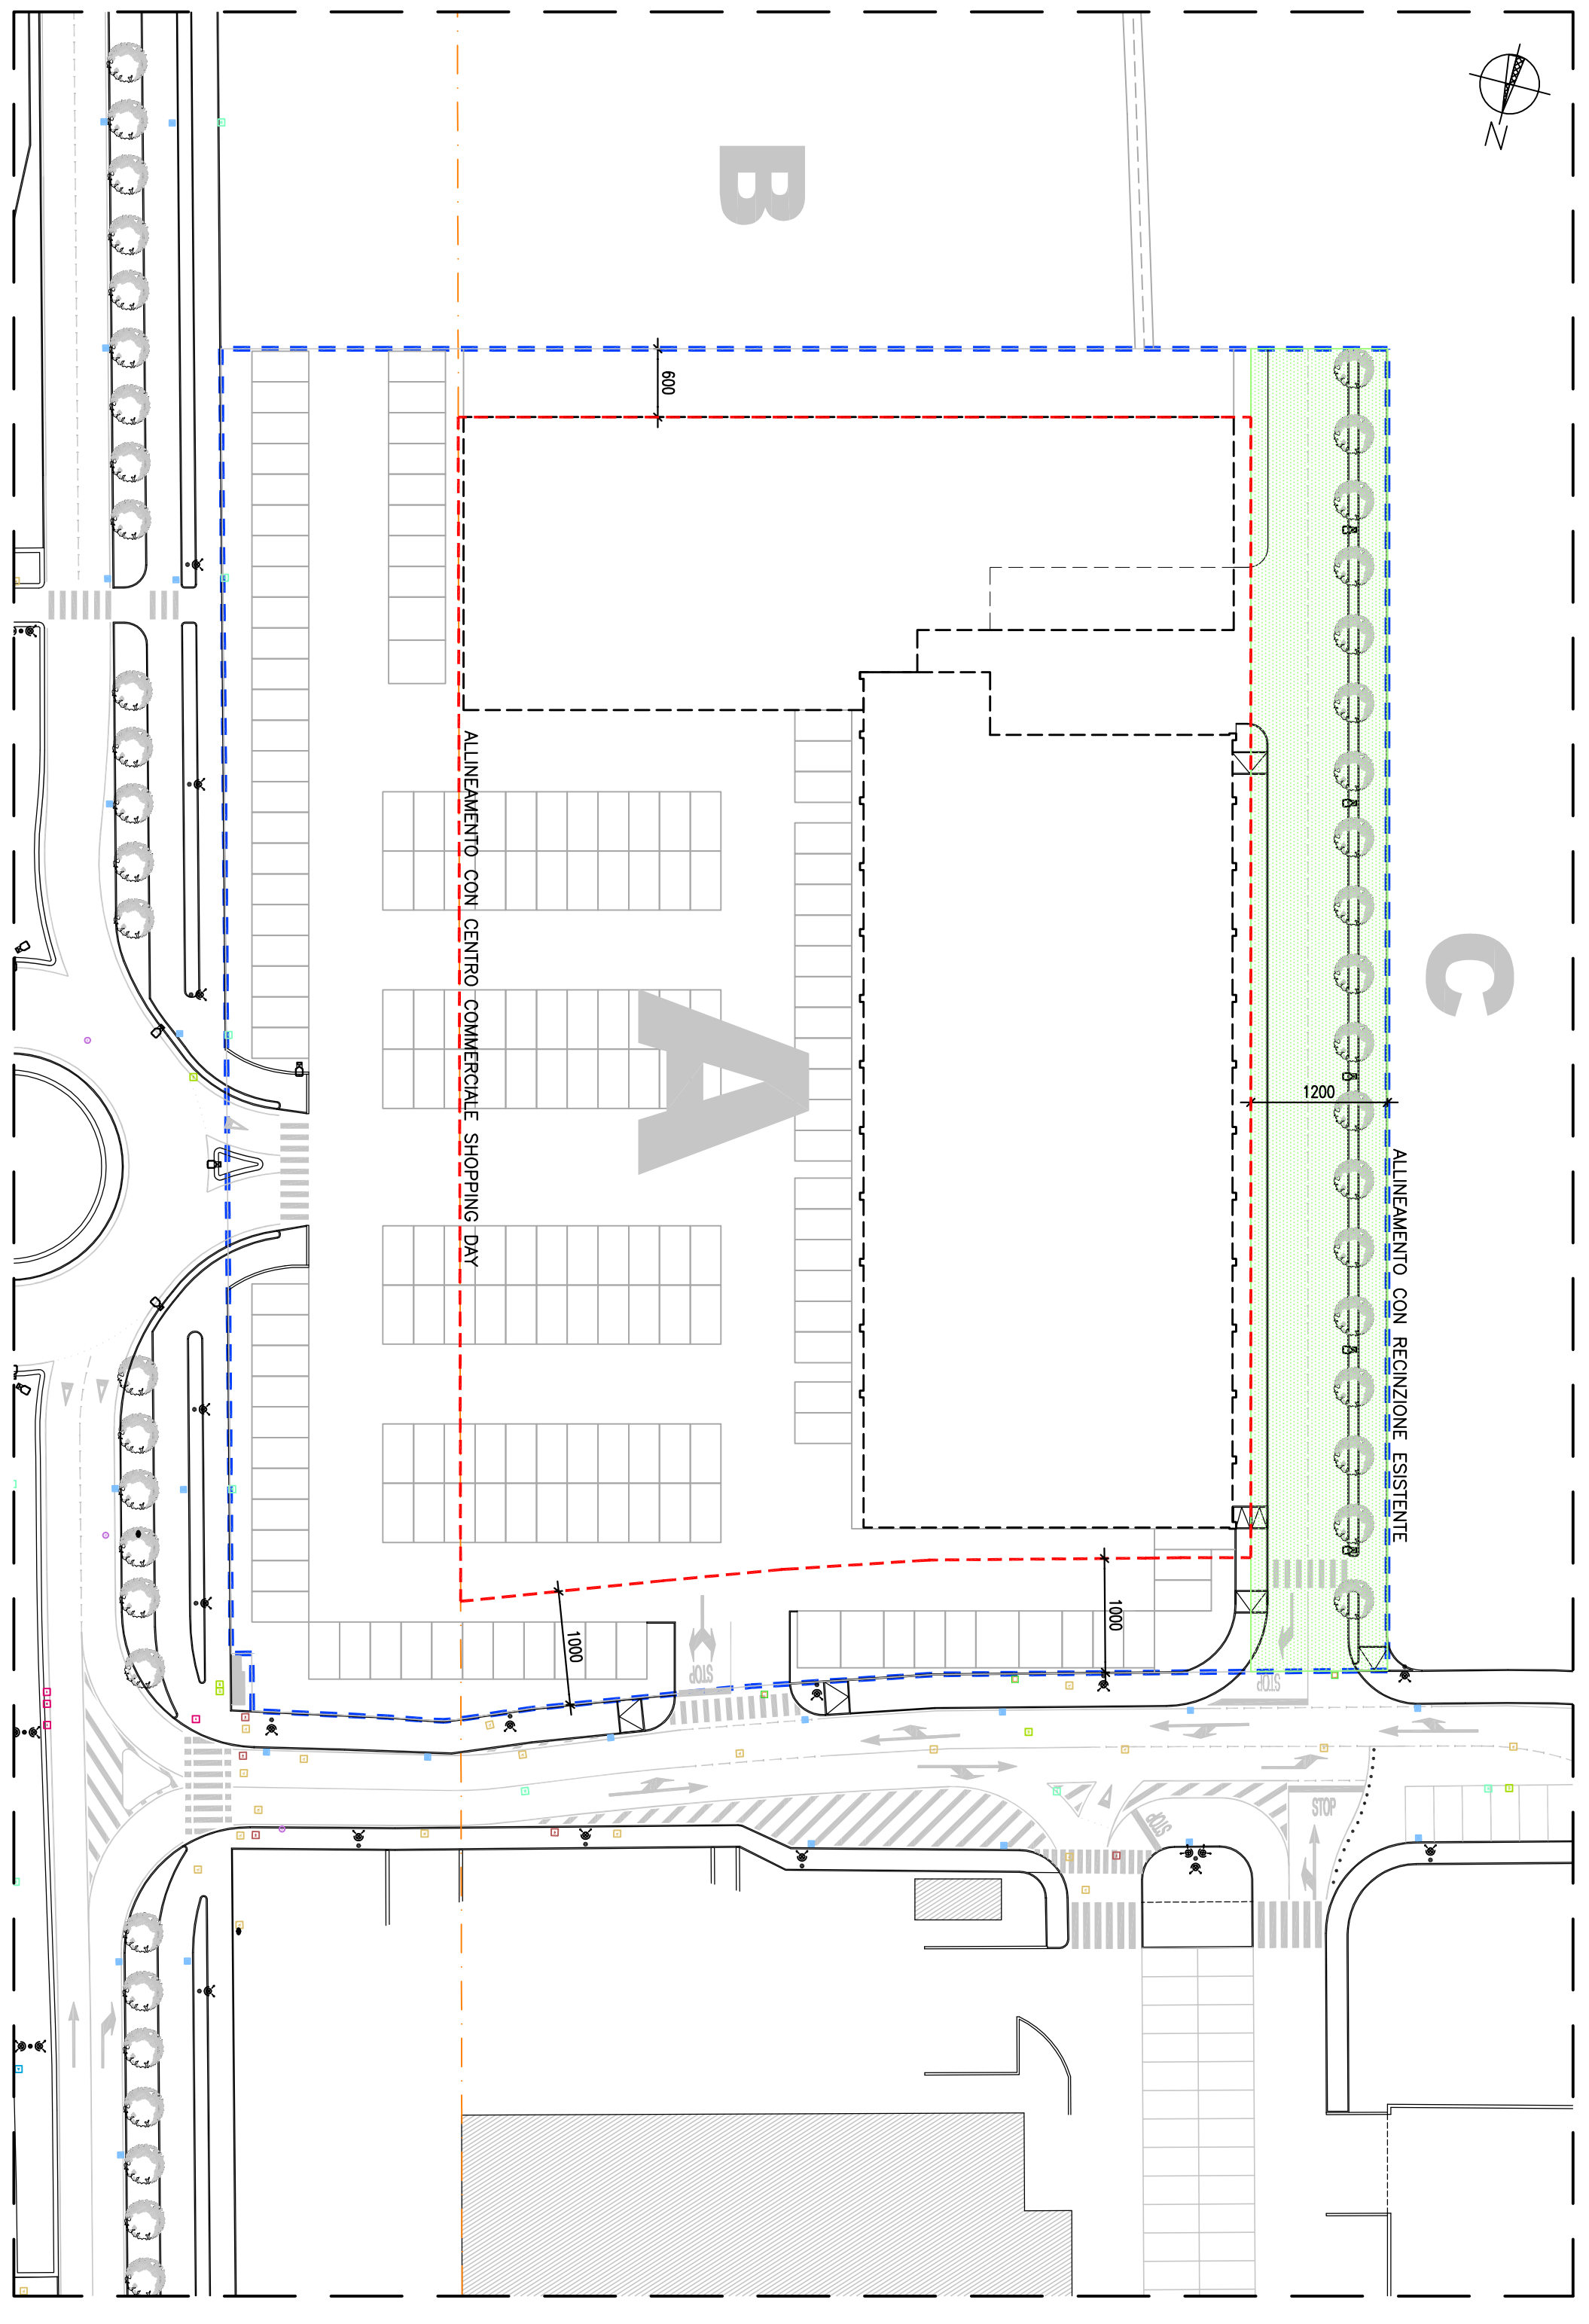 N
B
600
C
A
ALLINEAMENTO CON CENTRO COMMERCIALE SHOPPING DAY
1200
ALLINEAMENTO CON RECINZIONE ESISTENTE
1000
1000
STOP
STOP
STOP
STOP